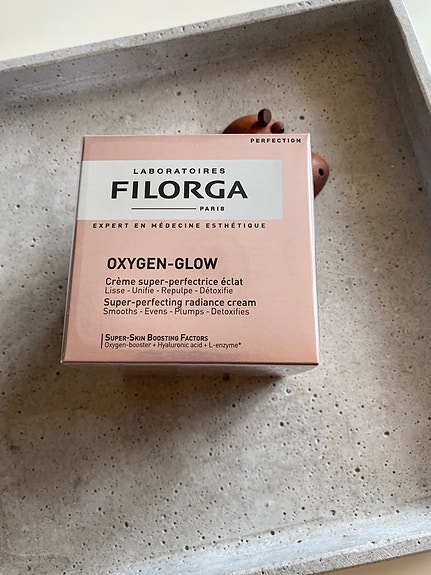 PERFECTION
LABORATOIRES
FILORGA
PARIS
EXPERT EN MÉDECINE ESTHÉTIQUE
OXYGEN-GLOW
Crème super-perfectrice éclat
Lisse - Unifie - Repulpe - Détoxifie
Super-perfecting radiance cream
Smooths - Evens - Plumps - Detoxifies
SUPER-SKIN BOOSTING FACTORS
Oxygen-booster + Hyaluronic acid + L-enzyme*